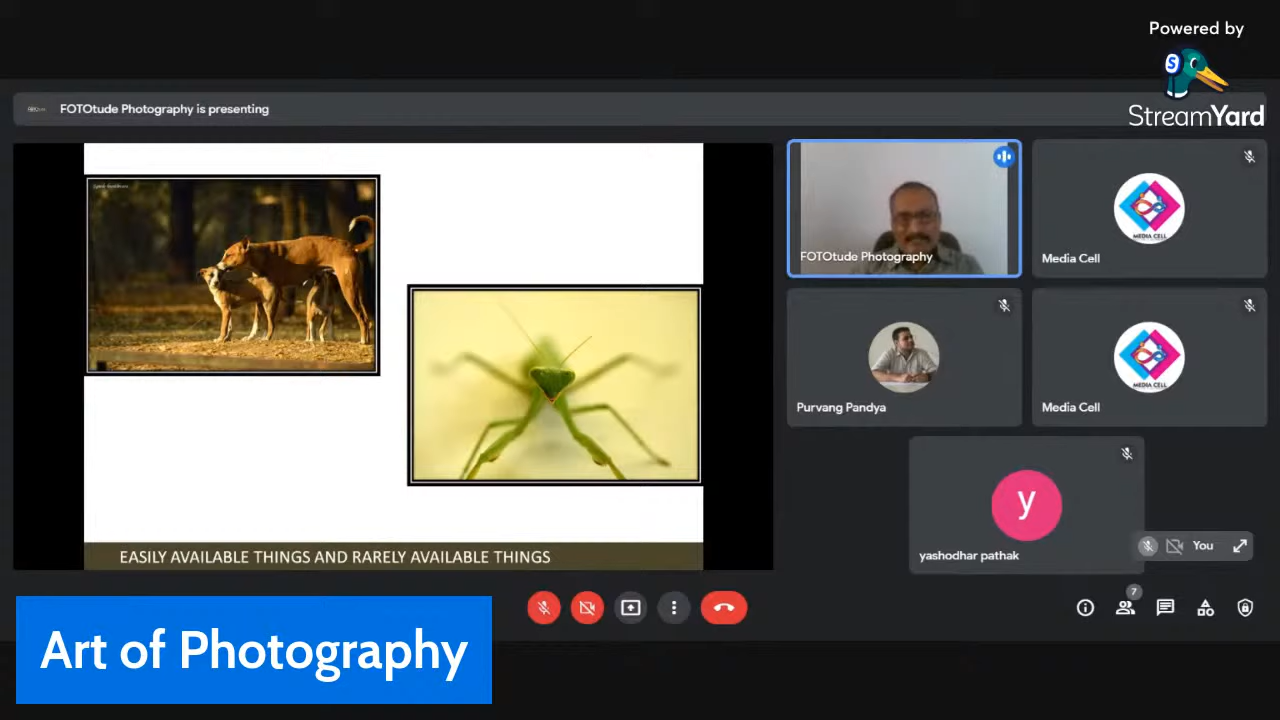 Powered by
StreamYard
FOTOtude Photography is presenting
EASILY AVAILABLE THINGS AND RARELY AVAILABLE THINGS
FOTOtude Photography
MEDIA CELL
Media Cell
Purvang Pandya
MEDIA CELL
Media Cell
y
yashodhar pathak
You
7
Art of Photography